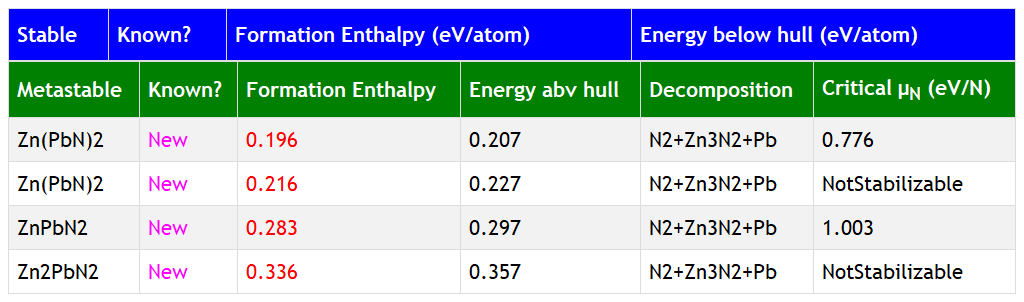 Stable Known? Formation Enthalpy (eV/atom) Energy below hull (eV/atom)
Metastable Known? Formation Enthalpy Energy abv hull Decomposition Critical μN (eV/N)
Zn(PbN)2 New 0.196 0.207 N2+Zn3N2+Pb 0.776
Zn(PbN)2 New 0.216 0.227 N2+Zn3N2+Pb NotStabilizable
ZnPbN2 New 0.283 0.297 N2+Zn3N2+Pb 1.003
Zn2PbN2 New 0.336 0.357 N2+Zn3N2+Pb NotStabilizable